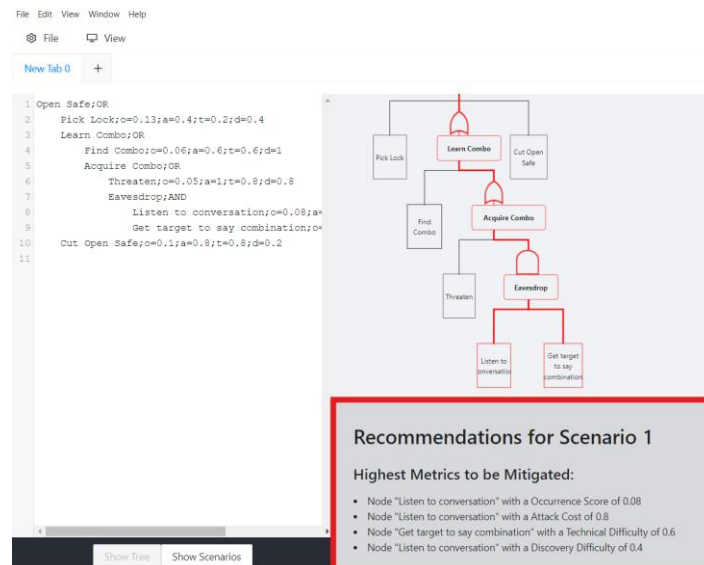 File Edit View Window Help
File View
New Tab 0 +
1 Open Safe;OR
2 Pick Lock;o=0.13;a=0.4;t=0.2;d=0.4
3 Learn Combo;OR
4 Find Combo;o=0.06;a=0.6;t=0.6;d=1
5 Acquire Combo;OR
6 Threaten;o=0.05;a=1;t=0.8;d=0.8
7 Eavesdrop;AND
8 Listen to conversation;o=0.08;a=
9 Get target to say combination;o=
10 Cut Open Safe;o=0.1;a=0.8;t=0.8;d=0.2
11
Pick Lock
Learn Combo
Cut Open
Safe
Find
Combo
Acquire Combo
Threaten
Eavesdrop
Listen to
onversation
Get target
to say
combination
Recommendations for Scenario 1
Highest Metrics to be Mitigated:
• Node "Listen to conversation" with a Occurrence Score of 0.08
• Node "Listen to conversation" with a Attack Cost of 0.8
• Node "Get target to say combination" with a Technical Difficulty of 0.6
• Node "Listen to conversation" with a Discovery Difficulty of 0.4
Show Tree Show Scenarios